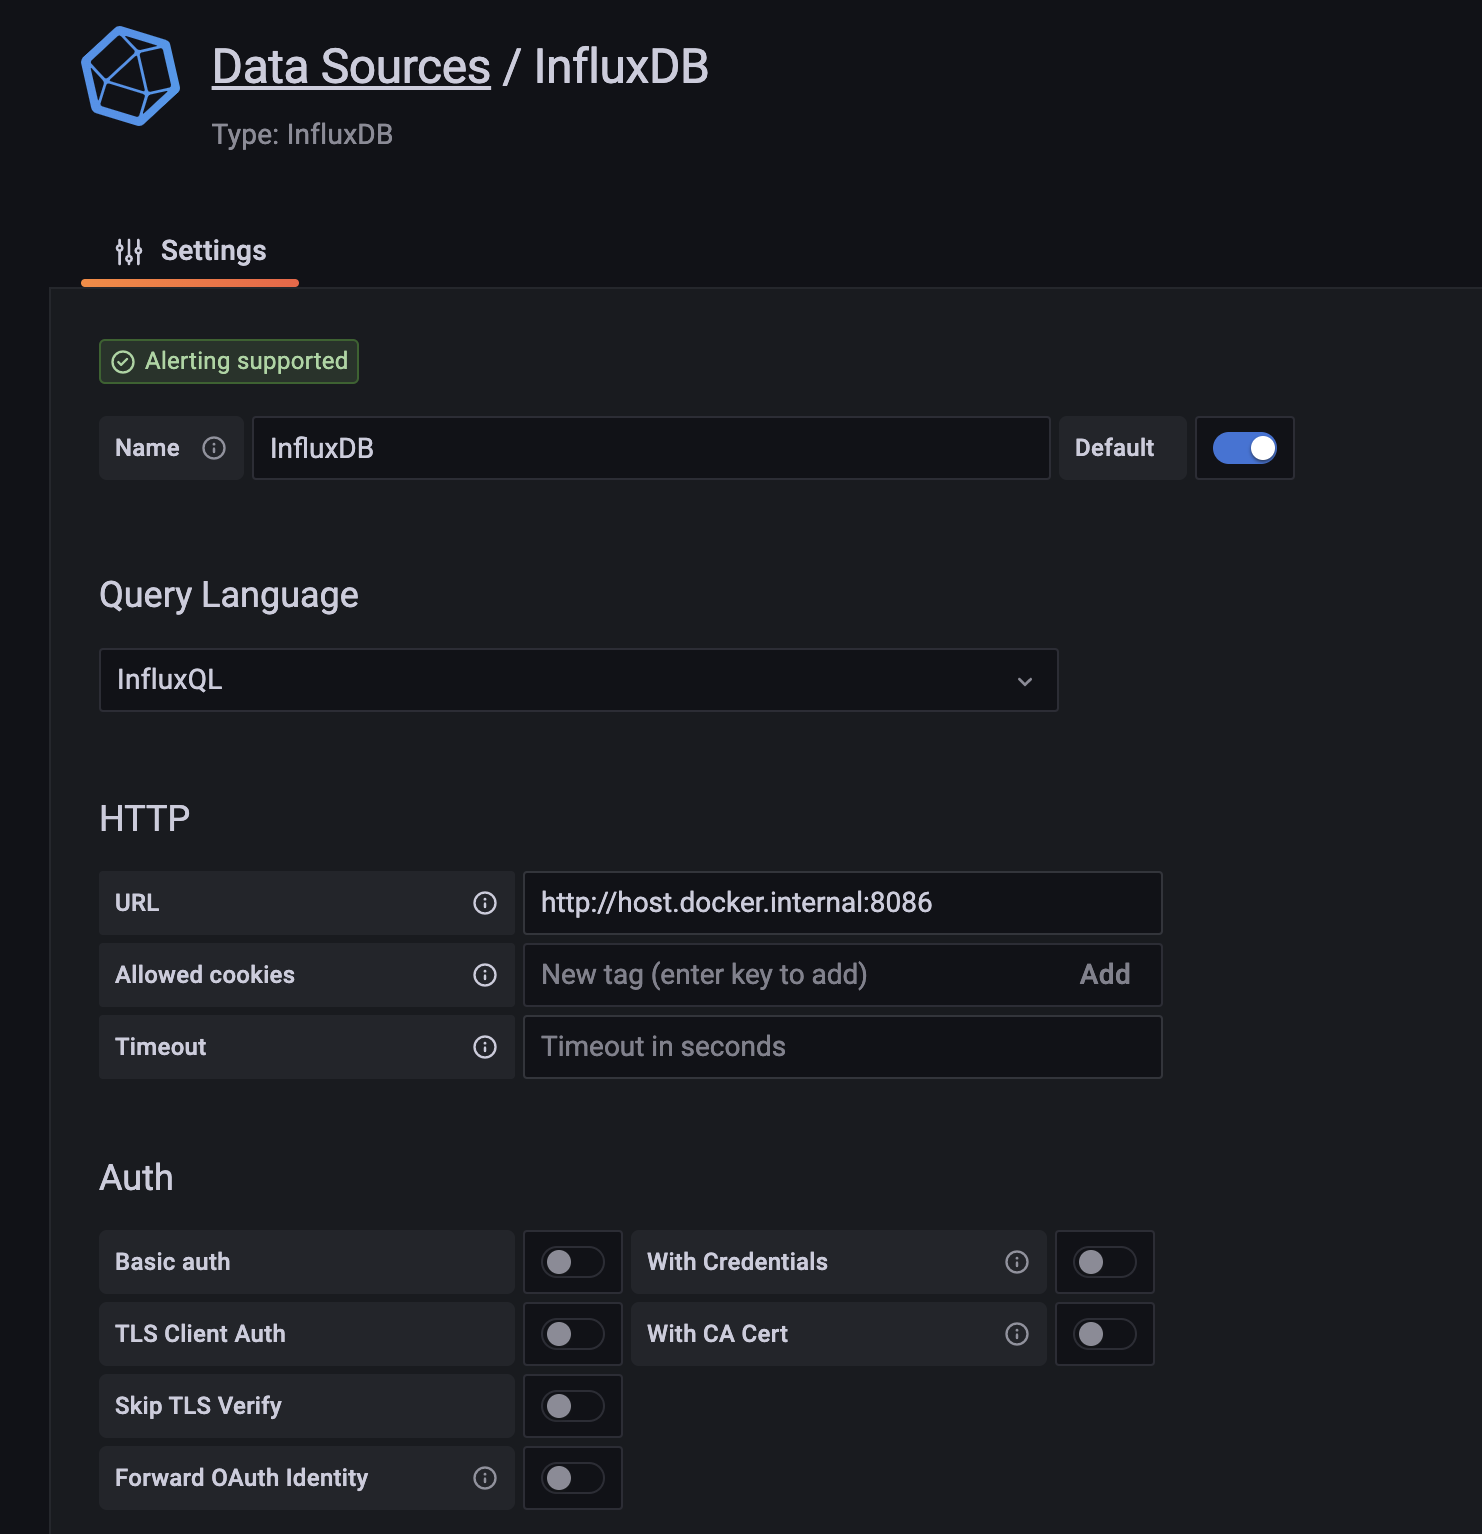 Data Sources / InfluxDB
Type: InfluxDB
Settings
Alerting supported
Name InfluxDB Default
Query Language
InfluxQL
HTTP
URL http://host.docker.internal:8086
Allowed cookies New tag (enter key to add) Add
Timeout Timeout in seconds
Auth
Basic auth With Credentials
TLS Client Auth With CA Cert
Skip TLS Verify
Forward OAuth Identity